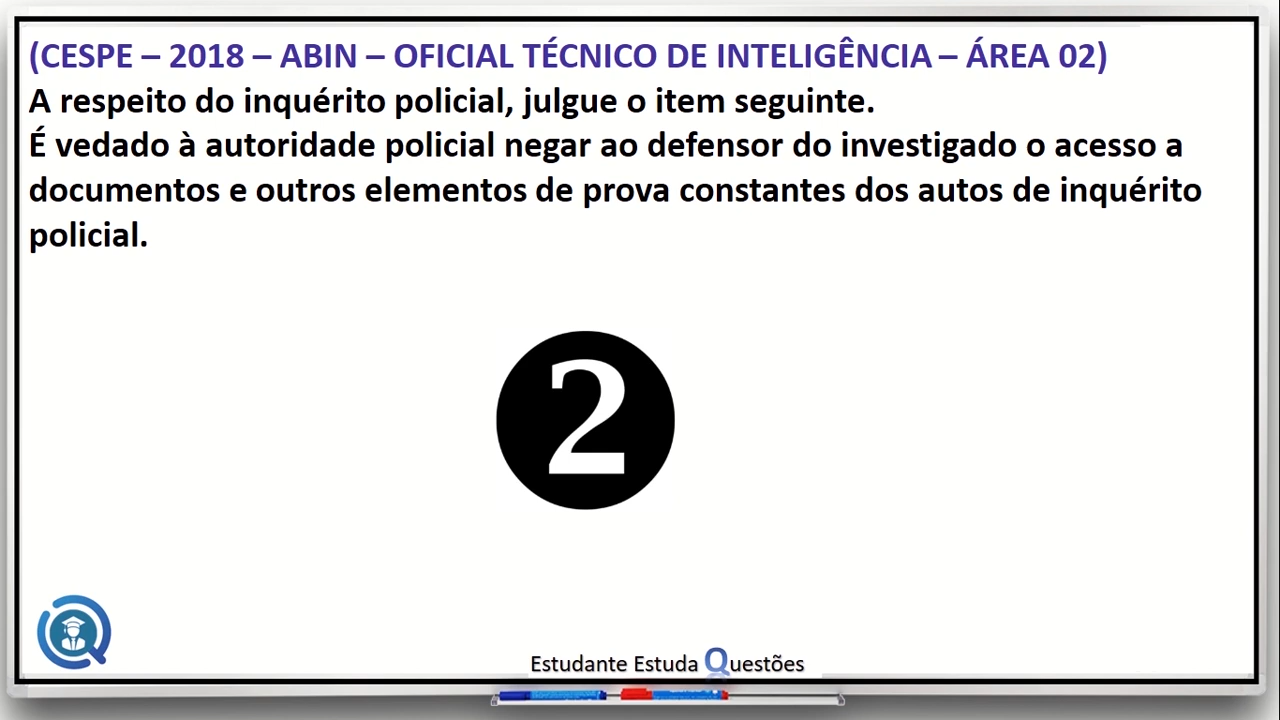 (CESPE – 2018 – ABIN – OFICIAL TÉCNICO DE INTELIGÊNCIA – ÁREA 02)
A respeito do inquérito policial, julgue o item seguinte.
É vedado à autoridade policial negar ao defensor do investigado o acesso a
documentos e outros elementos de prova constantes dos autos de inquérito
policial.
2
Estudante Estuda Questões